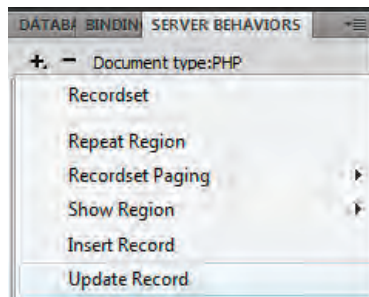 DATABA BINDIN SERVER BEHAVIORS
Document type:PHP
Recordset
Repeat Region
Recordset Paging
Show Region
Insert Record
Update Record